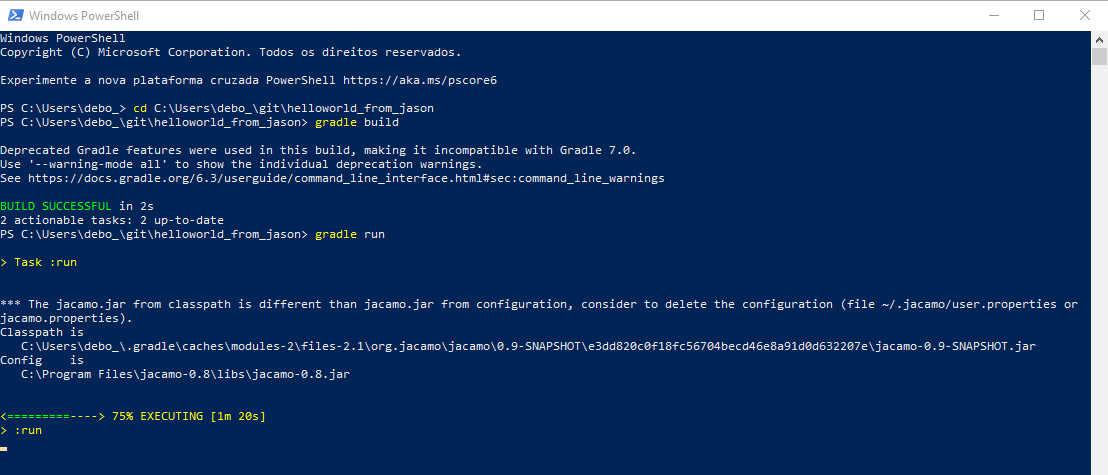 Windows PowerShell
Windows PowerShell
Copyright (C) Microsoft Corporation. Todos os direitos reservados.
Experimente a nova plataforma cruzada PowerShell https://aka.ms/pscore6
PS C:\Users\debo_> cd C:\Users\debo_\git\helloworld_from_jason
PS C:\Users\debo_\git\helloworld_from_jason> gradle build
Deprecated Gradle features were used in this build, making it incompatible with Gradle 7.0.
Use '--warning-mode all' to show the individual deprecation warnings.
See https://docs.gradle.org/6.3/userguide/command_line_interface.html#sec:command_line_warnings
BUILD SUCCESSFUL in 2s
2 actionable tasks: 2 up-to-date
PS C:\Users\debo_\git\helloworld_from_jason> gradle run
> Task :run
*** The jacamo.jar from classpath is different than jacamo.jar from configuration, consider to delete the configuration (file ~/.jacamo/user.properties or
jacamo.properties).
Classpath is
   C:\Users\debo_\.gradle\caches\modules-2\files-2.1\org.jacamo\jacamo\0.9-SNAPSHOT\e3dd820c0f18fc56704becd46e8a91d0d632207e\jacamo-0.9-SNAPSHOT.jar
Config    is
   C:\Program Files\jacamo-0.8\libs\jacamo-0.8.jar
<=========----> 75% EXECUTING [1m 20s]
> :run